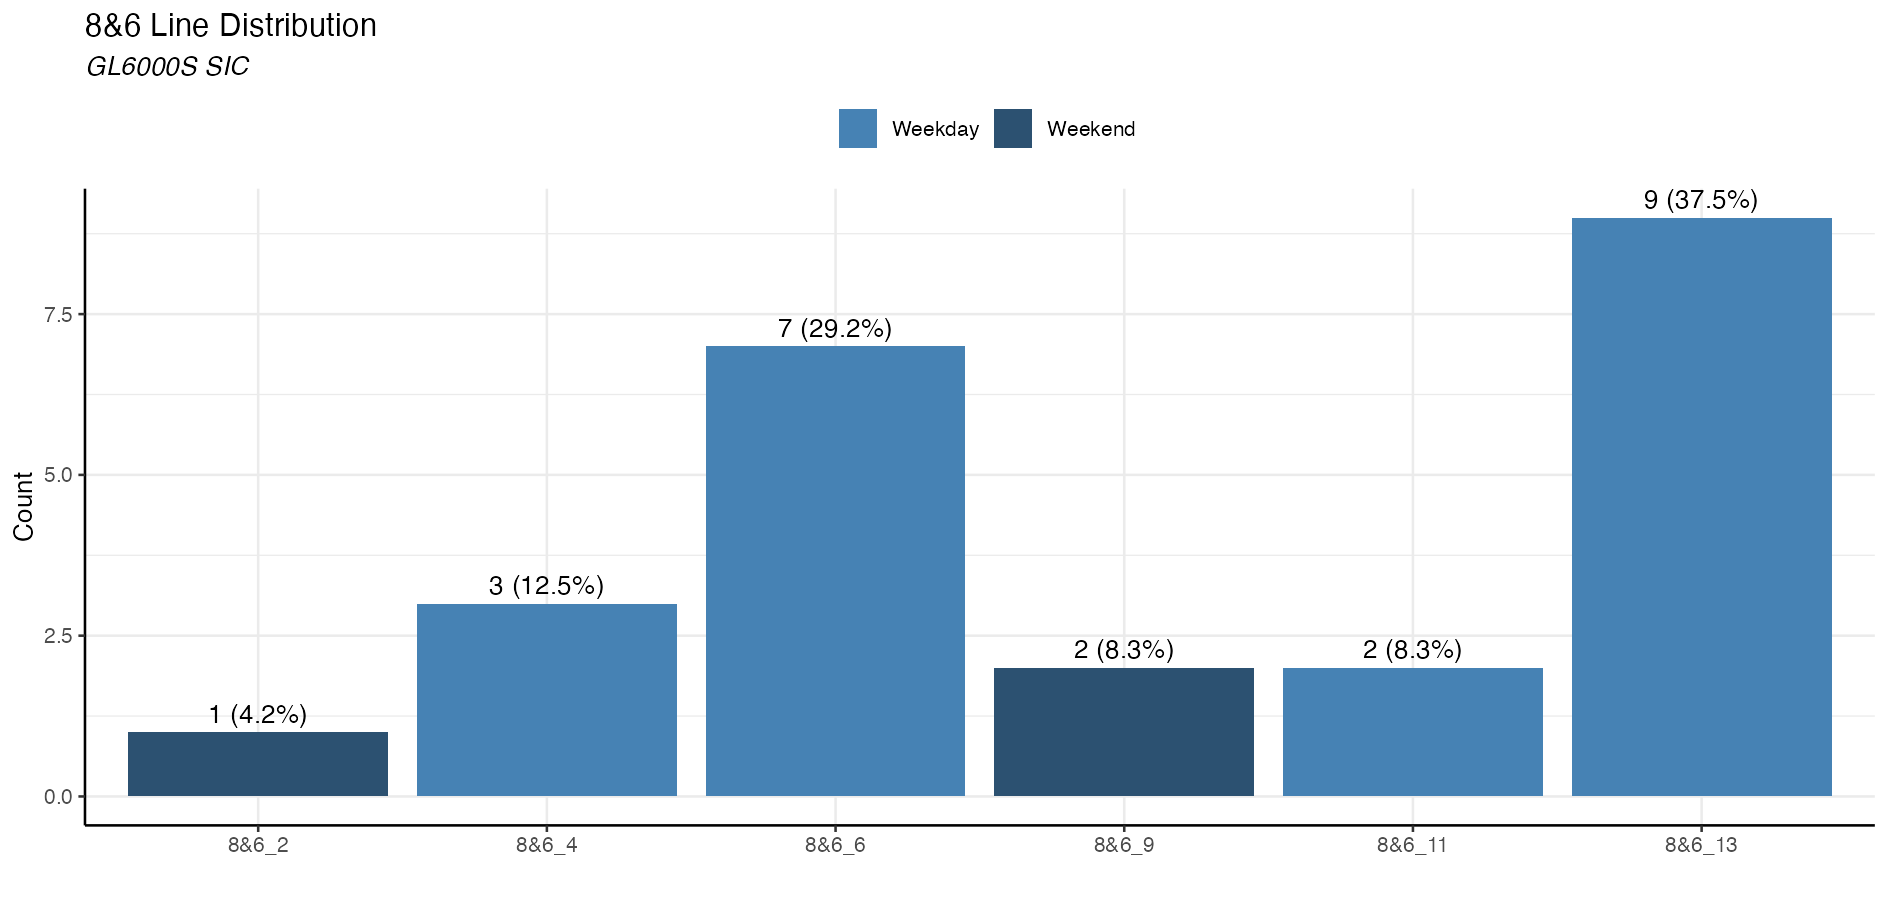 8&6 Line Distribution
GL6000S SIC
Weekday Weekend
9 (37.5%)
7.5
7 (29.2%)
5.0
Count
3 (12.5%)
2.5
2 (8.3%) 2 (8.3%)
1 (4.2%)
0.0
8&6_2 8&6_4 8&6_6 8&6_9 8&6_11 8&6_13